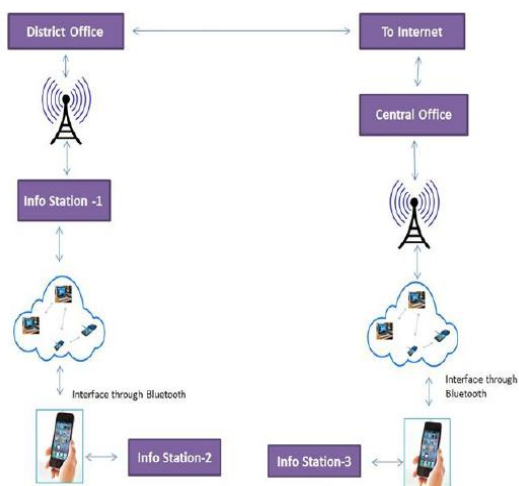 District Office
To Internet
Central Office
Info Station -1
Interface through Bluetooth
Interface through
Bluetooth
Info Station-2
Info Station-3